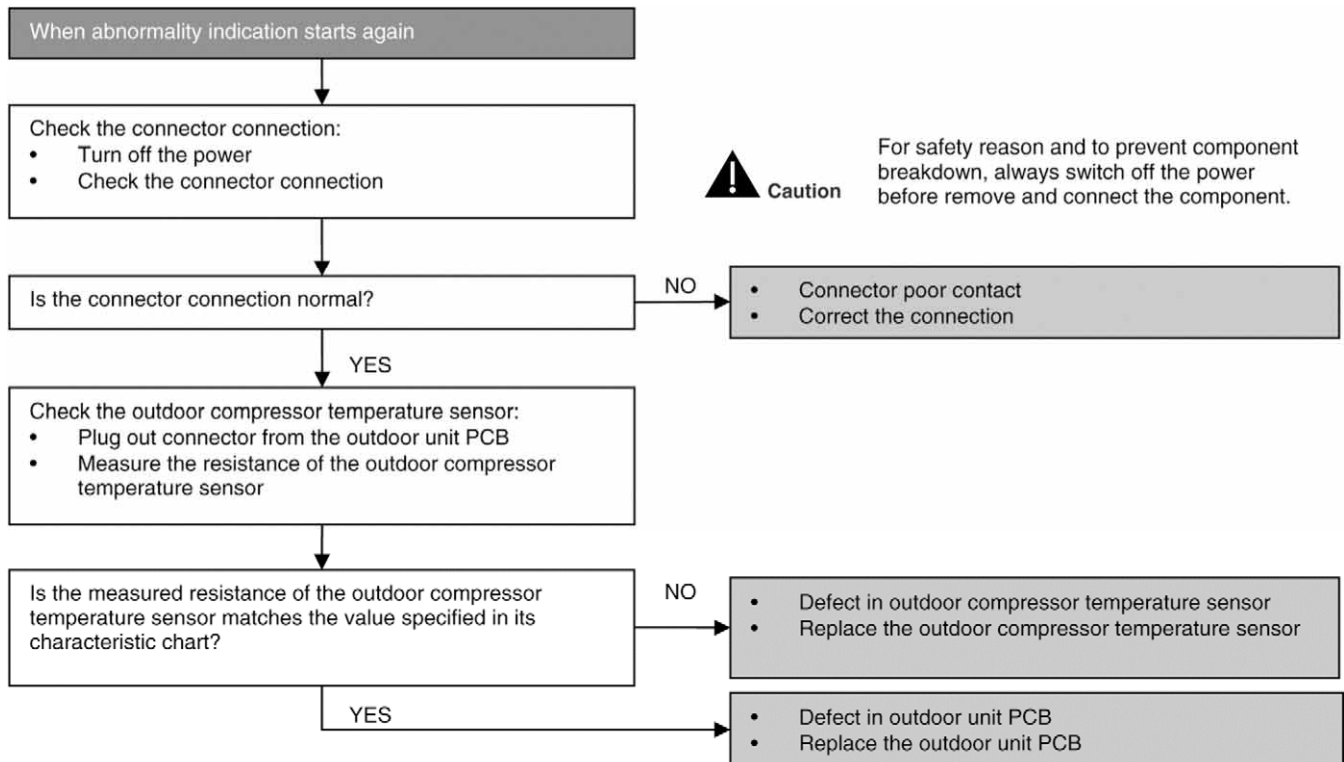 When abnormality indication starts again
Check the connector connection:
• Turn off the power
• Check the connector connection
Caution
For safety reason and to prevent component
breakdown, always switch off the power
before remove and connect the component.
Is the connector connection normal?
NO
• Connector poor contact
• Correct the connection
YES
Check the outdoor compressor temperature sensor:
• Plug out connector from the outdoor unit PCB
• Measure the resistance of the outdoor compressor
temperature sensor
Is the measured resistance of the outdoor compressor
temperature sensor matches the value specified in its
characteristic chart?
NO
• Defect in outdoor compressor temperature sensor
• Replace the outdoor compressor temperature sensor
YES
• Defect in outdoor unit PCB
• Replace the outdoor unit PCB